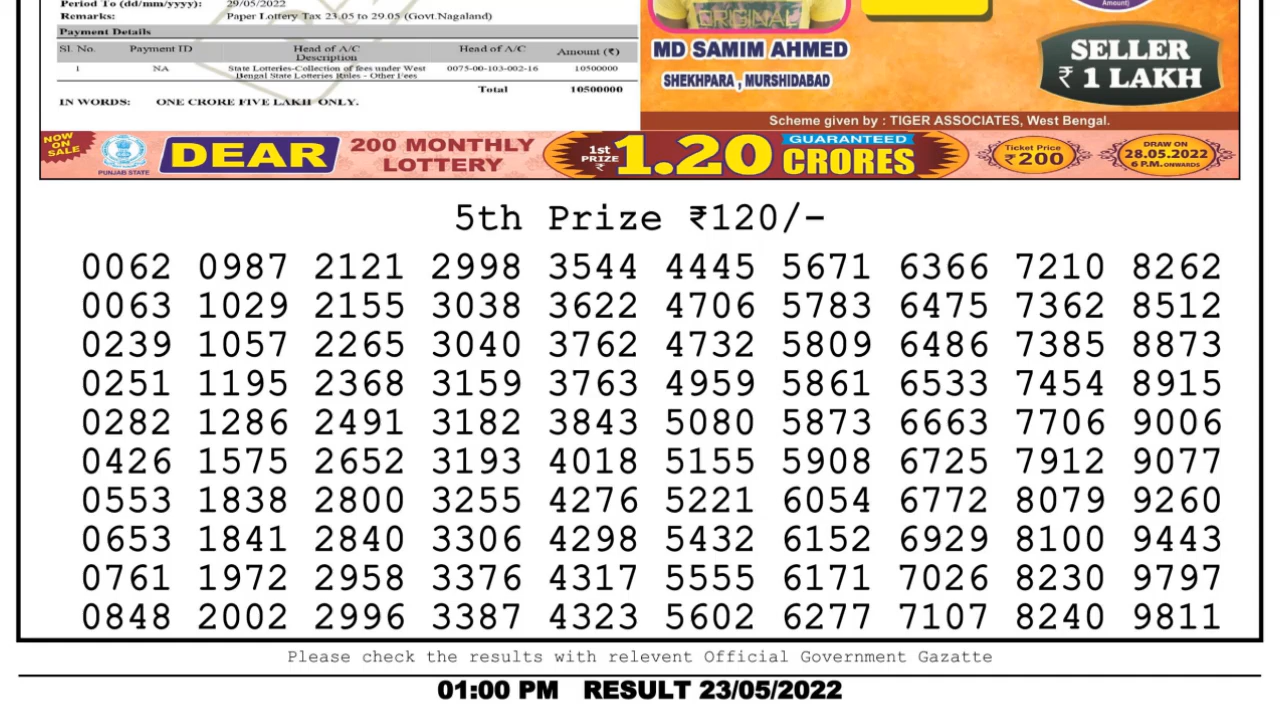 Period To (dd/mm/yyyy): 29/05/2022
Remarks: Paper Lottery Tax 23.05 to 29.05 (Govt.Nagaland)
Payment Details
Sl. No. Payment ID Head of A/C Description Head of A/C Amount (₹)
1 NA State Lotteries-Collection of fees under West Bengal State Lotteries Rules - Other Fees 0075-00-103-002-16 10500000
Total 10500000
IN WORDS: ONE CRORE FIVE LAKH ONLY.
ORIGINAL
MD SAMIM AHMED
SHEKHPARA , MURSHIDABAD
Amount)
SELLER
₹ 1 LAKH
Scheme given by : TIGER ASSOCIATES, West Bengal.
NOW ON SALE
PUNJAB STATE
DEAR
200 MONTHLY
LOTTERY
1st PRIZE ₹
1.20
GUARANTEED
CRORES
Ticket Price
₹200
DRAW ON
28.05.2022
6 P.M. ONWARDS
5th Prize ₹120/-
0062 0987 2121 2998 3544 4445 5671 6366 7210 8262
0063 1029 2155 3038 3622 4706 5783 6475 7362 8512
0239 1057 2265 3040 3762 4732 5809 6486 7385 8873
0251 1195 2368 3159 3763 4959 5861 6533 7454 8915
0282 1286 2491 3182 3843 5080 5873 6663 7706 9006
0426 1575 2652 3193 4018 5155 5908 6725 7912 9077
0553 1838 2800 3255 4276 5221 6054 6772 8079 9260
0653 1841 2840 3306 4298 5432 6152 6929 8100 9443
0761 1972 2958 3376 4317 5555 6171 7026 8230 9797
0848 2002 2996 3387 4323 5602 6277 7107 8240 9811
Please check the results with relevent Official Government Gazatte
01:00 PM RESULT 23/05/2022